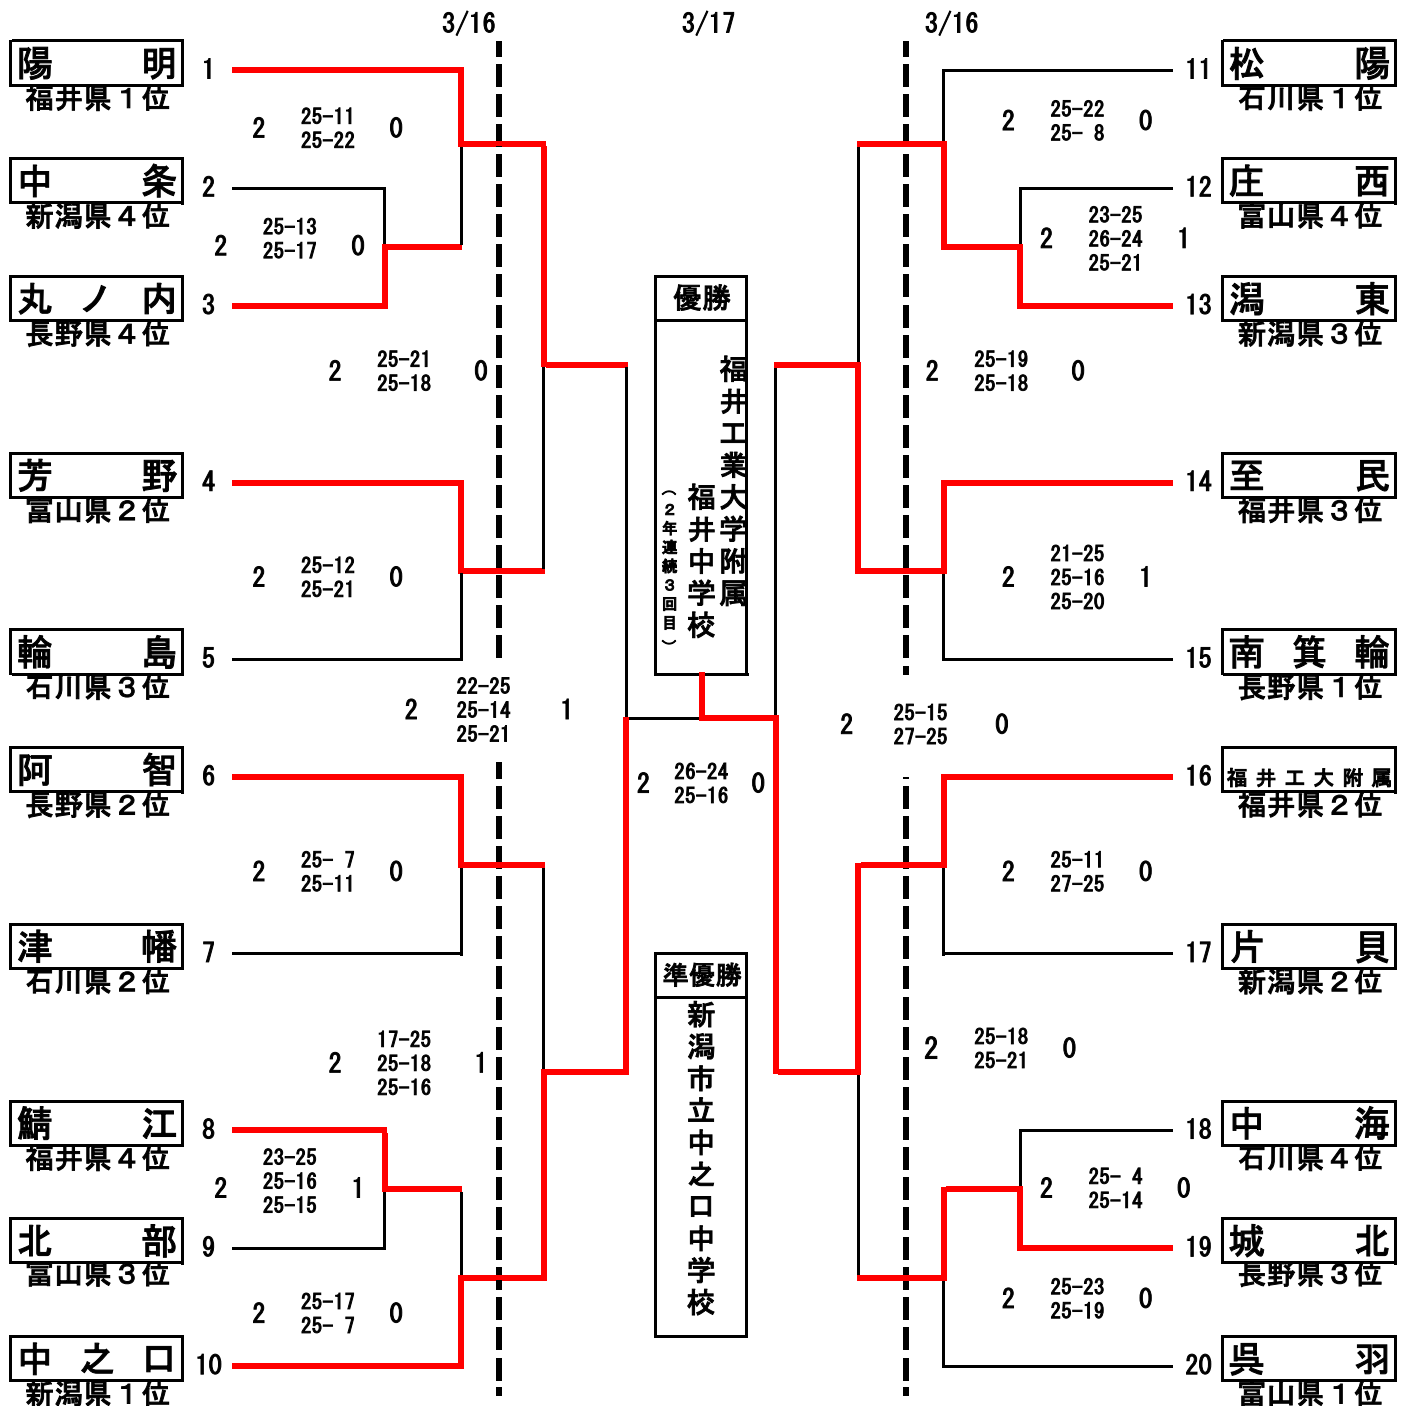 3/16
3/17
3/16
陽明 1
福井県1位
2 25-11 0
25-22
中条 2
新潟県4位
2 25-13 0
25-17
丸ノ内 3
長野県4位
2 25-21 0
25-18
芳野 4
富山県2位
2 25-12 0
25-21
輪島 5
石川県3位
22-25
2 25-14 1
25-21
阿智 6
長野県2位
2 25- 7 0
25-11
津幡 7
石川県2位
17-25
2 25-18 1
25-16
鯖江 8
福井県4位
23-25
2 25-16 1
25-15
北部 9
富山県3位
2 25-17 0
25- 7
中之口 10
新潟県1位
優勝
福井工業大学附属
福井中学校
(2年連続3回目)
2 26-24 0
25-16
準優勝
新潟市立中之口中学校
11 松陽
石川県1位
2 25-22 0
25- 8
12 庄西
富山県4位
23-25
2 26-24 1
25-21
13 潟東
新潟県3位
2 25-19 0
25-18
14 至民
福井県3位
21-25
2 25-16 1
25-20
15 南箕輪
長野県1位
2 25-15 0
27-25
16 福井工大附属
福井県2位
2 25-11 0
27-25
17 片貝
新潟県2位
2 25-18 0
25-21
18 中海
石川県4位
2 25- 4 0
25-14
19 城北
長野県3位
2 25-23 0
25-19
20 呉羽
富山県1位